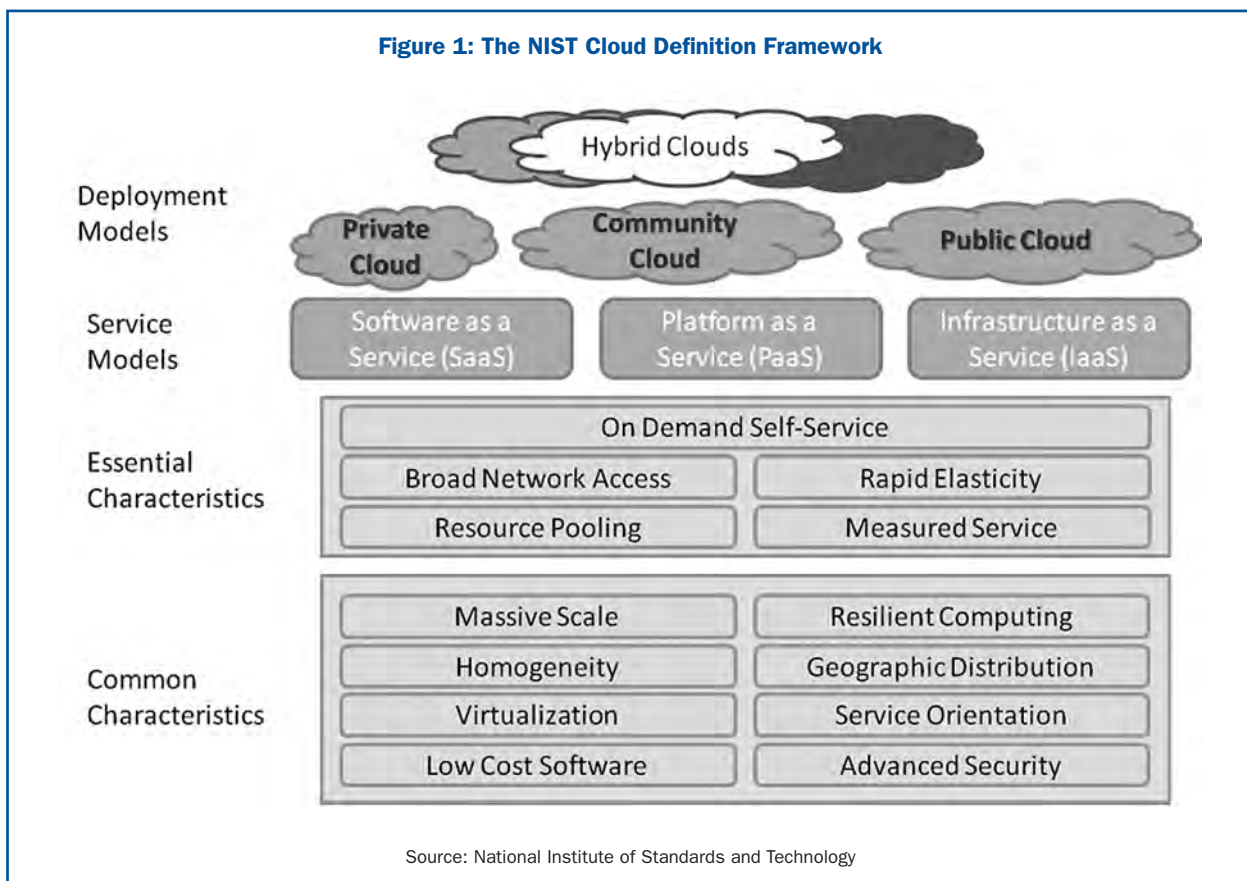 Figure 1: The NIST Cloud Definition Framework
Hybrid Clouds
Deployment
Models
Private
Cloud
Community
Cloud
Public Cloud
Service
Models
Software as a
Service (SaaS)
Platform as a
Service (PaaS)
Infrastructure as a
Service (IaaS)
Essential
Characteristics
On Demand Self-Service
Broad Network Access
Rapid Elasticity
Resource Pooling
Measured Service
Common
Characteristics
Massive Scale
Resilient Computing
Homogeneity
Geographic Distribution
Virtualization
Service Orientation
Low Cost Software
Advanced Security
Source: National Institute of Standards and Technology